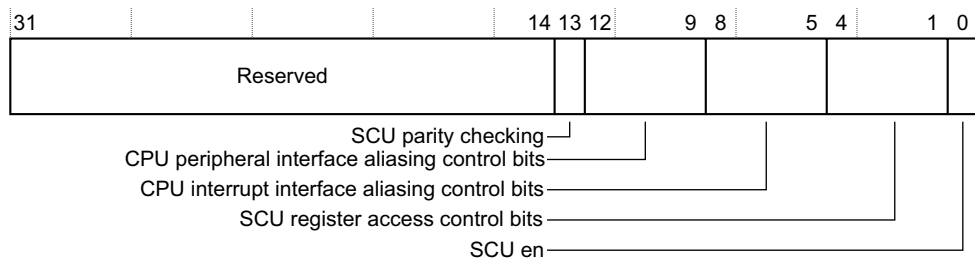 31 14 13 12 9 8 5 4 1 0
Reserved
SCU parity checking
CPU peripheral interface aliasing control bits
CPU interrupt interface aliasing control bits
SCU register access control bits
SCU en